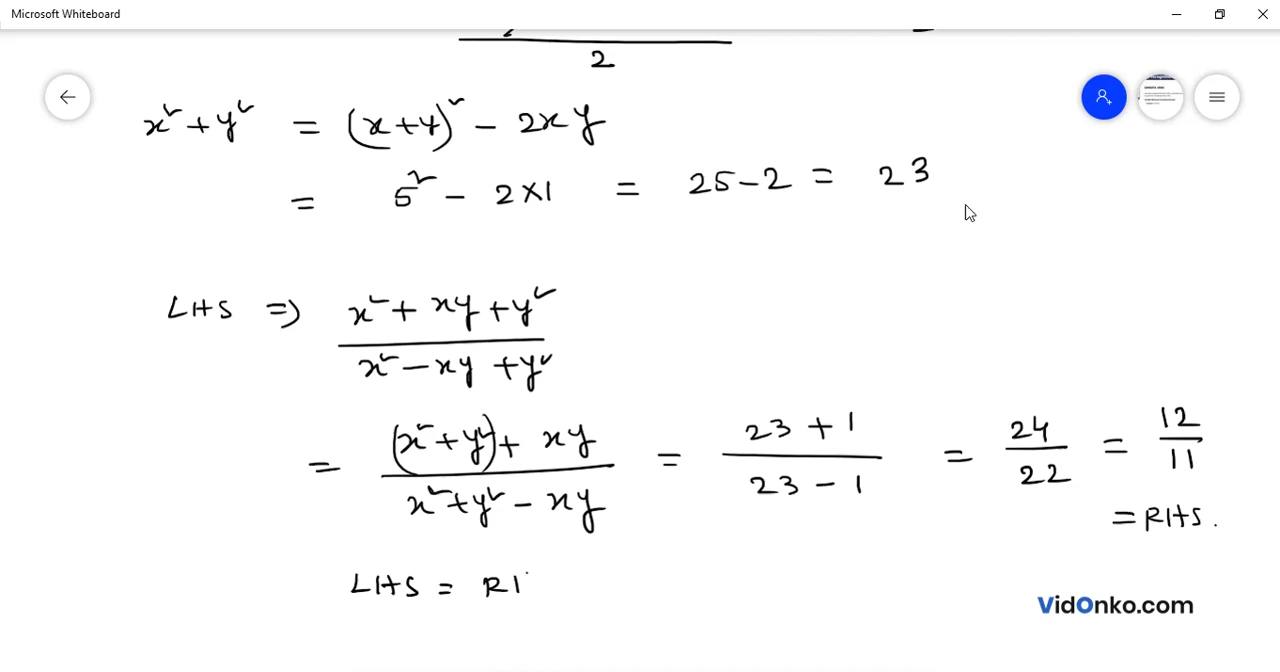 Microsoft Whiteboard
2
x² + y² = (x+y)² - 2xy
= 5² - 2×1 = 25-2 = 23
LHS ⇒ x² + xy + y² / x² - xy + y²
= (x² + y²) + xy / x² + y² - xy = 23 + 1 / 23 - 1 = 24 / 22 = 12 / 11
= RHS.
LHS = R
VidOnko.com